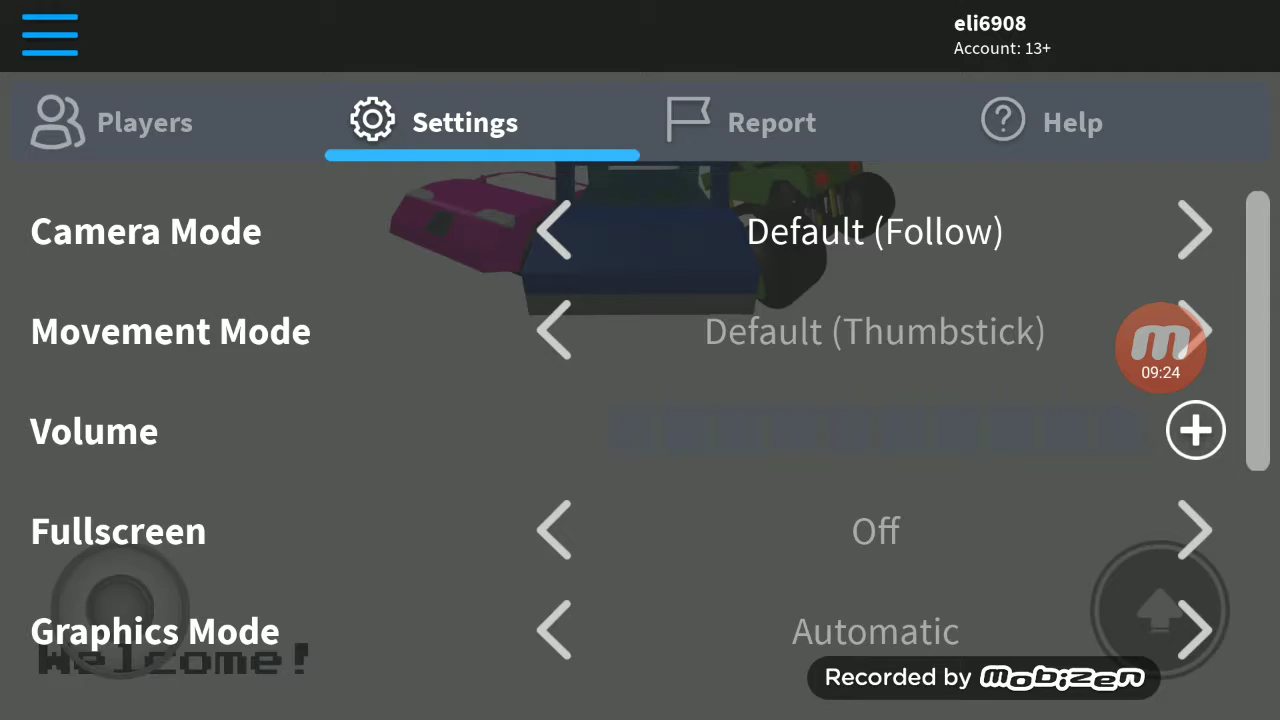 eli6908
Account: 13+
Players Settings Report Help
Camera Mode Default (Follow)
Movement Mode Default (Thumbstick)
m
09:24
Volume
Fullscreen Off
Graphics Mode Automatic
Welcome!
Recorded by mobizen